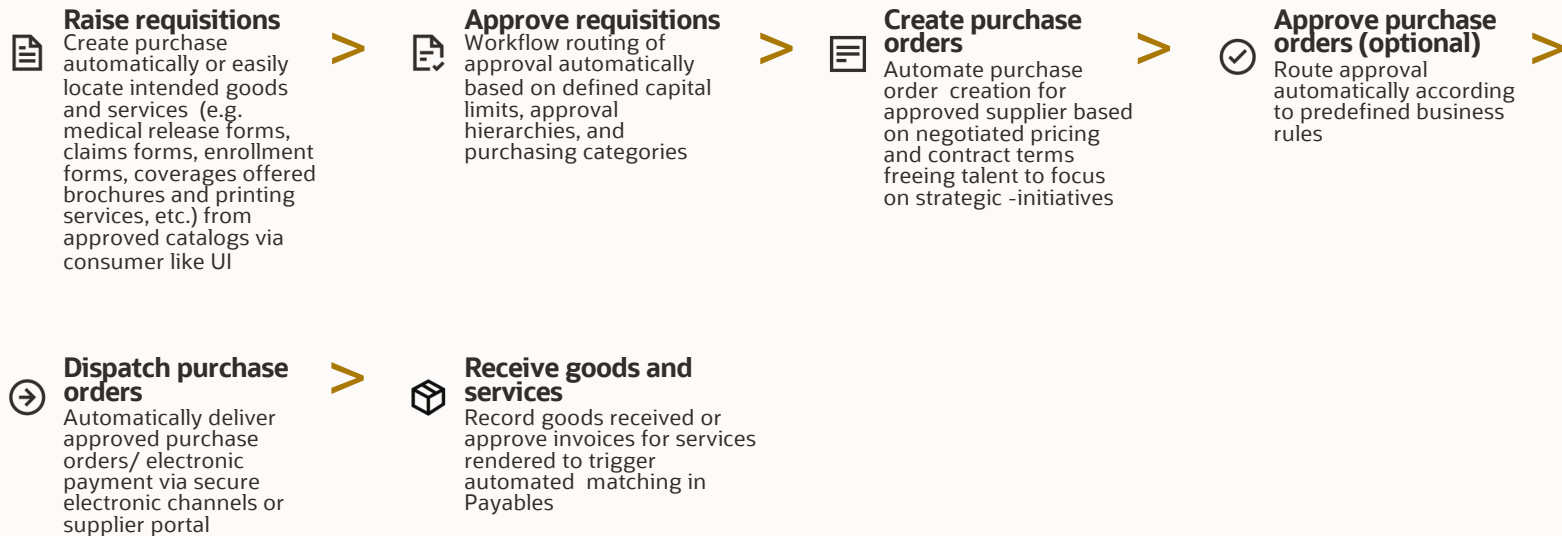 Raise requisitions
Create purchase
automatically or easily
locate intended goods
and services  (e.g.
medical release forms,
claims forms, enrollment
forms, coverages offered
brochures and printing
services, etc.) from
approved catalogs via
consumer like UI
>
Approve requisitions
Workflow routing of
approval automatically
based on defined capital
limits, approval
hierarchies, and
purchasing categories
>
Create purchase
orders
Automate purchase
order  creation for
approved supplier based
on negotiated pricing
and contract terms
freeing talent to focus
on strategic -initiatives
>
Approve purchase
orders (optional)
Route approval
automatically according
to predefined business
rules
>
Dispatch purchase
orders
Automatically deliver
approved purchase
orders/ electronic
payment via secure
electronic channels or
supplier portal
>
Receive goods and
services
Record goods received or
approve invoices for services
rendered to trigger
automated  matching in
Payables